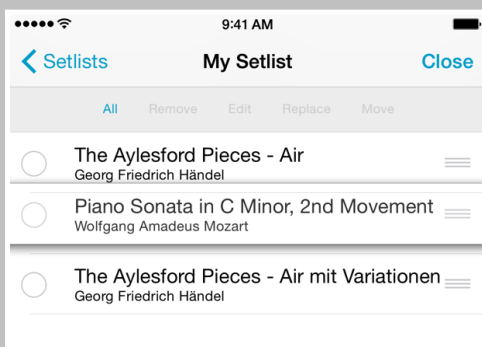 9:41 AM
Setlists My Setlist Close
All Remove Edit Replace Move
The Aylesford Pieces - Air
Georg Friedrich Händel
Piano Sonata in C Minor, 2nd Movement
Wolfgang Amadeus Mozart
The Aylesford Pieces - Air mit Variationen
Georg Friedrich Händel